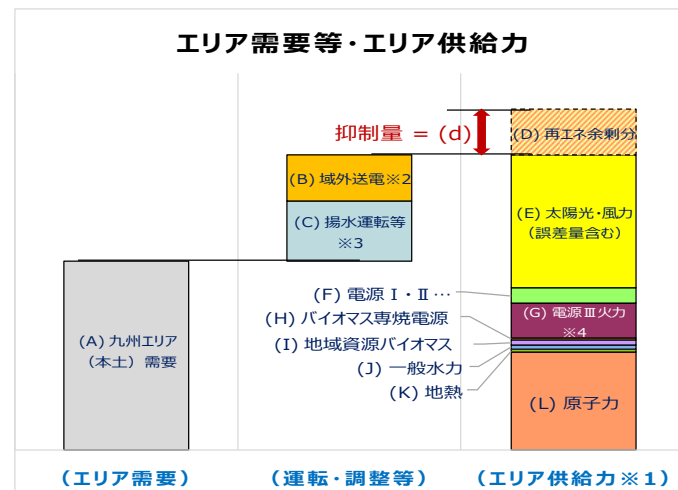 エリア需要等・エリア供給力
抑制量 = (d)
(D) 再エネ余剰分
(B) 域外送電※2
(C) 揚水運転等
※3
(E) 太陽光・風力
(誤差量含む)
(F) 電源 I・II…
(G) 電源Ⅲ火力
※4
(H) バイオマス専焼電源
(I) 地域資源バイオマス
(J) 一般水力
(K) 地熱
(A) 九州エリア
(本土) 需要
(L) 原子力
(エリア需要)
(運転・調整等)
(エリア供給力※1)